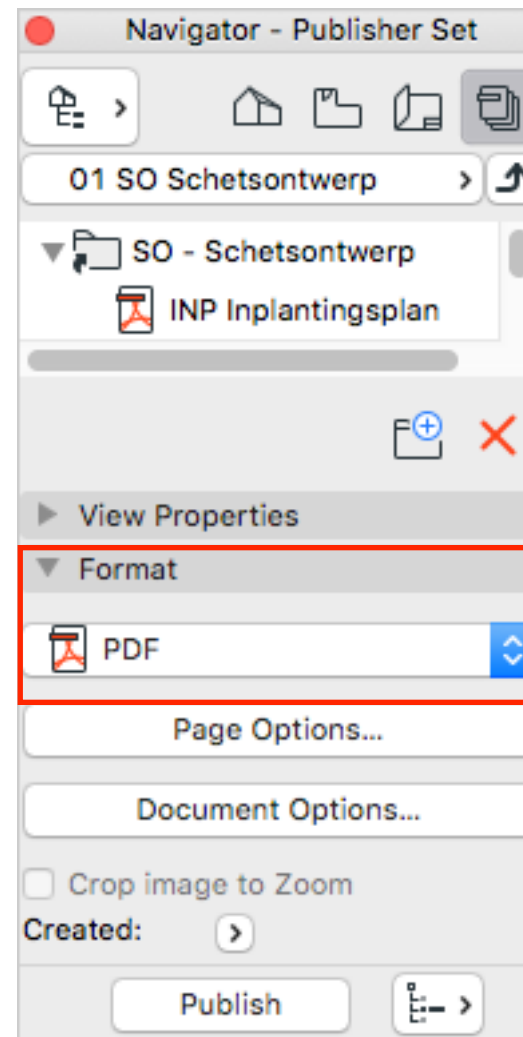 Navigator - Publisher Set
01 SO Schetsontwerp
SO - Schetsontwerp
INP Inplantingsplan
View Properties
Format
PDF
Page Options...
Document Options...
Crop image to Zoom
Created:
Publish